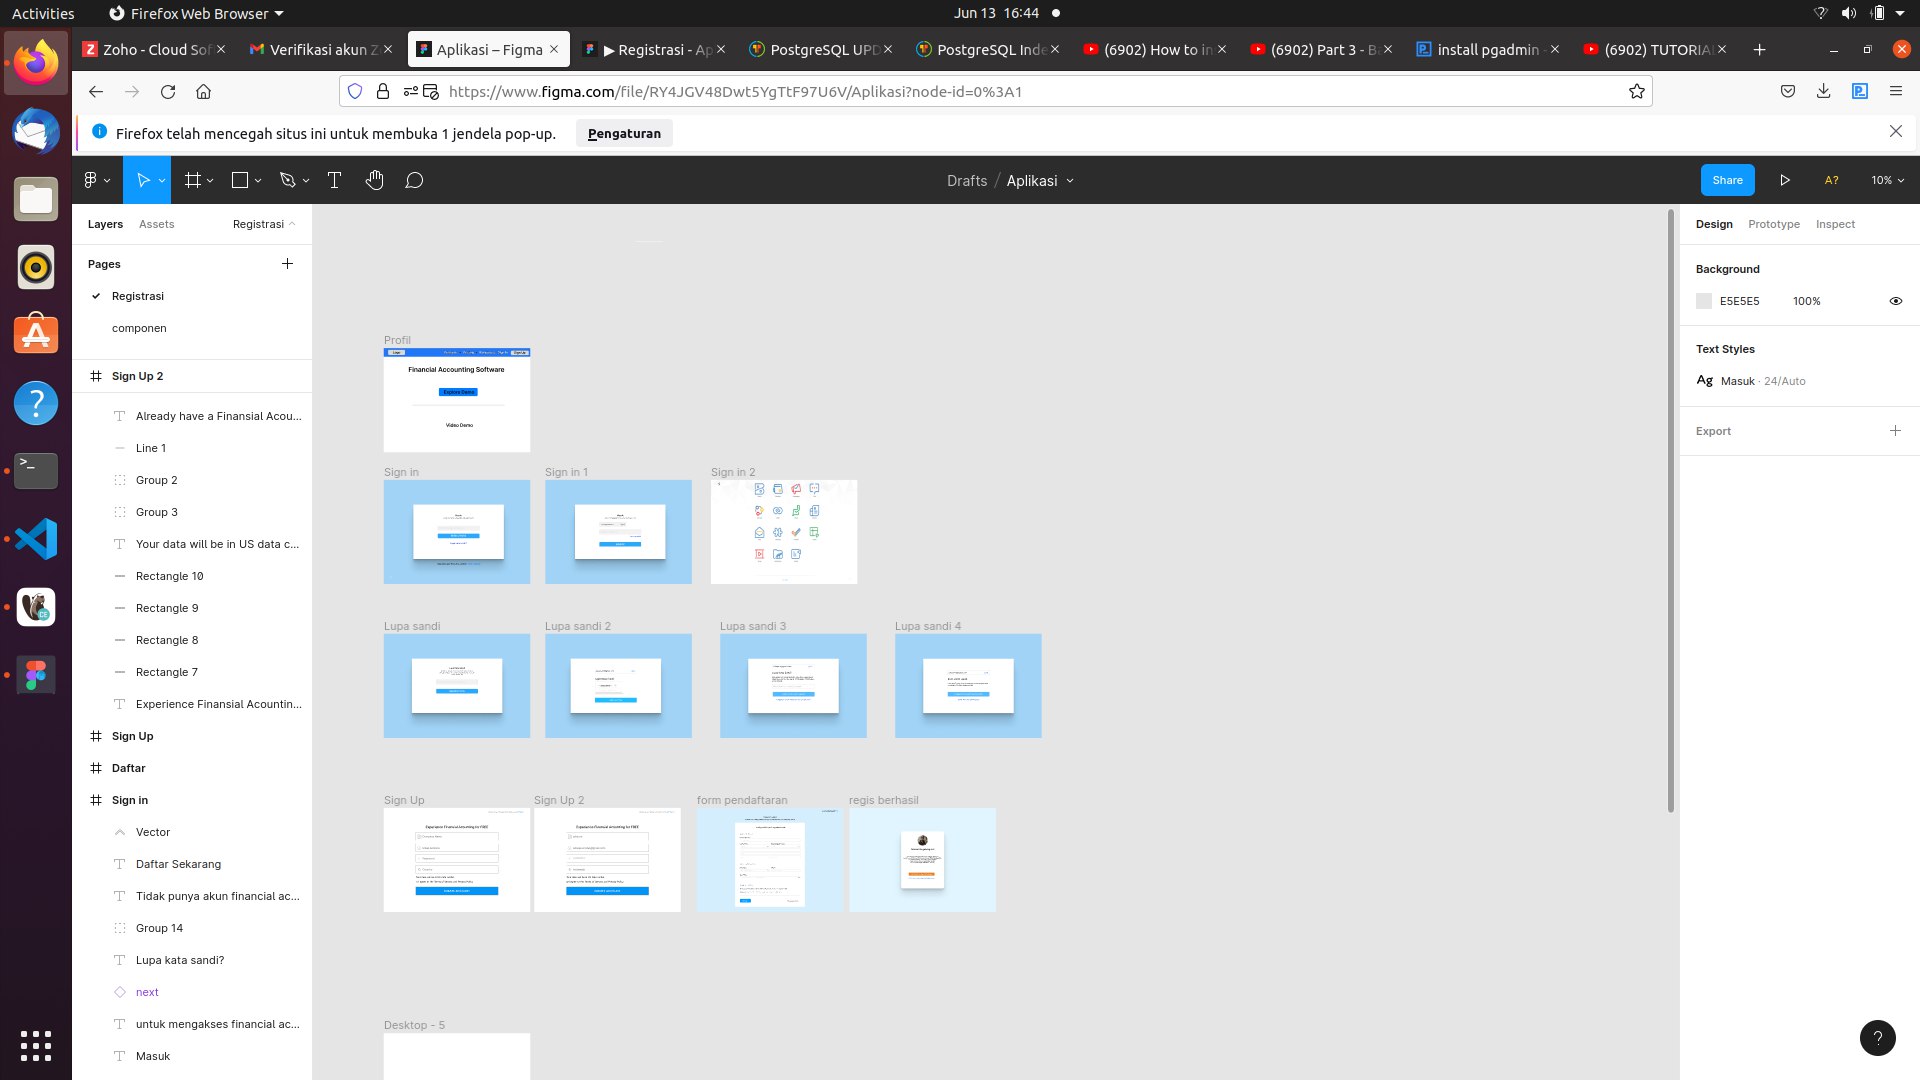 Activities
Firefox Web Browser
Jun 13 16:44
Zoho - Cloud Sof
Verifikasi akun Z
Aplikasi – Figma
▶ Registrasi - Ap
PostgreSQL UPD
PostgreSQL Inde
(6902) How to in
(6902) Part 3 - B
install pgadmin -
(6902) TUTORIA
https://www.figma.com/file/RY4JGV48Dwt5YgTtF97U6V/Aplikasi?node-id=0%3A1
Firefox telah mencegah situs ini untuk membuka 1 jendela pop-up.
Pengaturan
Drafts / Aplikasi
Share
A?
10%
Layers
Assets
Registrasi
Pages
Registrasi
componen
Sign Up 2
Already have a Finansial Acou...
Line 1
Group 2
Group 3
Your data will be in US data c...
Rectangle 10
Rectangle 9
Rectangle 8
Rectangle 7
Experience Finansial Acountin...
Sign Up
Daftar
Sign in
Vector
Daftar Sekarang
Tidak punya akun financial ac...
Group 14
Lupa kata sandi?
next
untuk mengakses financial ac...
Masuk
Profil
Financial Accounting Software
Explore Demo
Video Demo
Sign in
Sign in 1
Sign in 2
Lupa sandi
Lupa sandi 2
Lupa sandi 3
Lupa sandi 4
Sign Up
Sign Up 2
form pendaftaran
regis berhasil
Desktop - 5
Design
Prototype
Inspect
Background
E5E5E5
100%
Text Styles
Ag
Masuk · 24/Auto
Export
?